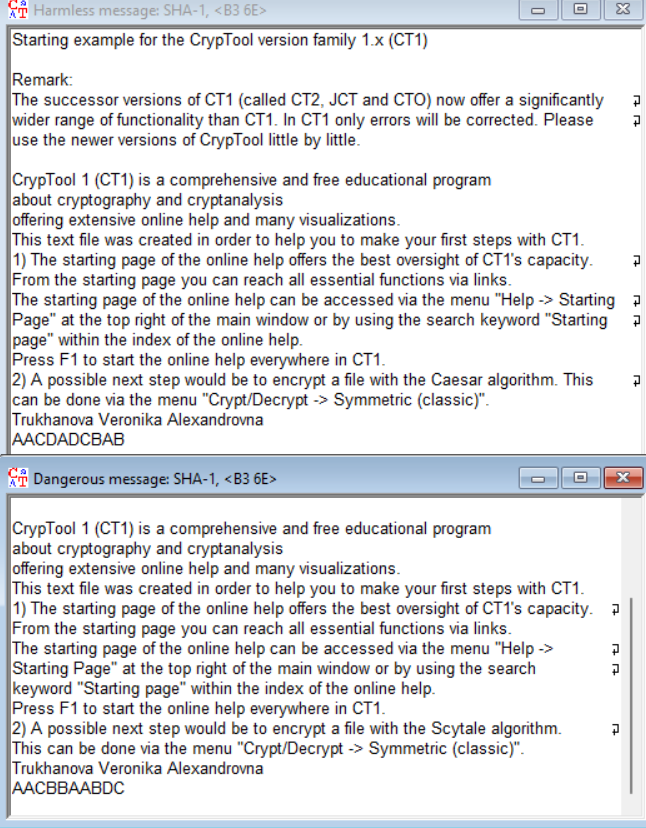 Harmless message: SHA-1, <B3 6E>
Starting example for the CrypTool version family 1.x (CT1)
Remark:
The successor versions of CT1 (called CT2, JCT and CTO) now offer a significantly
wider range of functionality than CT1. In CT1 only errors will be corrected. Please
use the newer versions of CrypTool little by little.
CrypTool 1 (CT1) is a comprehensive and free educational program
about cryptography and cryptanalysis
offering extensive online help and many visualizations.
This text file was created in order to help you to make your first steps with CT1.
1) The starting page of the online help offers the best oversight of CT1's capacity.
From the starting page you can reach all essential functions via links.
The starting page of the online help can be accessed via the menu "Help -> Starting
Page" at the top right of the main window or by using the search keyword "Starting
page" within the index of the online help.
Press F1 to start the online help everywhere in CT1.
2) A possible next step would be to encrypt a file with the Caesar algorithm. This
can be done via the menu "Crypt/Decrypt -> Symmetric (classic)".
Trukhanova Veronika Alexandrovna
AACDADCBAB
Dangerous message: SHA-1, <B3 6E>
CrypTool 1 (CT1) is a comprehensive and free educational program
about cryptography and cryptanalysis
offering extensive online help and many visualizations.
This text file was created in order to help you to make your first steps with CT1.
1) The starting page of the online help offers the best oversight of CT1's capacity.
From the starting page you can reach all essential functions via links.
The starting page of the online help can be accessed via the menu "Help ->
Starting Page" at the top right of the main window or by using the search
keyword "Starting page" within the index of the online help.
Press F1 to start the online help everywhere in CT1.
2) A possible next step would be to encrypt a file with the Scytale algorithm.
This can be done via the menu "Crypt/Decrypt -> Symmetric (classic)".
Trukhanova Veronika Alexandrovna
AACBBAABDC